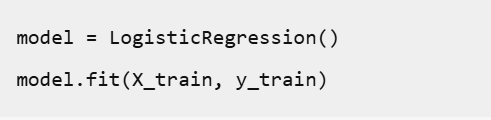 model = LogisticRegression()
model.fit(X_train, y_train)